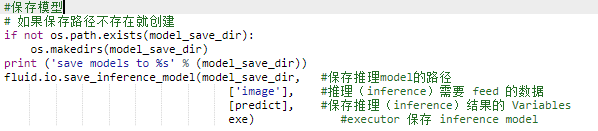 #保存模型
# 如果保存路径不存在就创建
if not os.path.exists(model_save_dir):
    os.makedirs(model_save_dir)
print ('save models to %s' % (model_save_dir))
fluid.io.save_inference_model(model_save_dir,   #保存推理model的路径
                              ['image'],   #推理（inference）需要 feed 的数据
                              [predict],   #保存推理（inference）结果的 Variables
                              exe)            #executor 保存 inference model